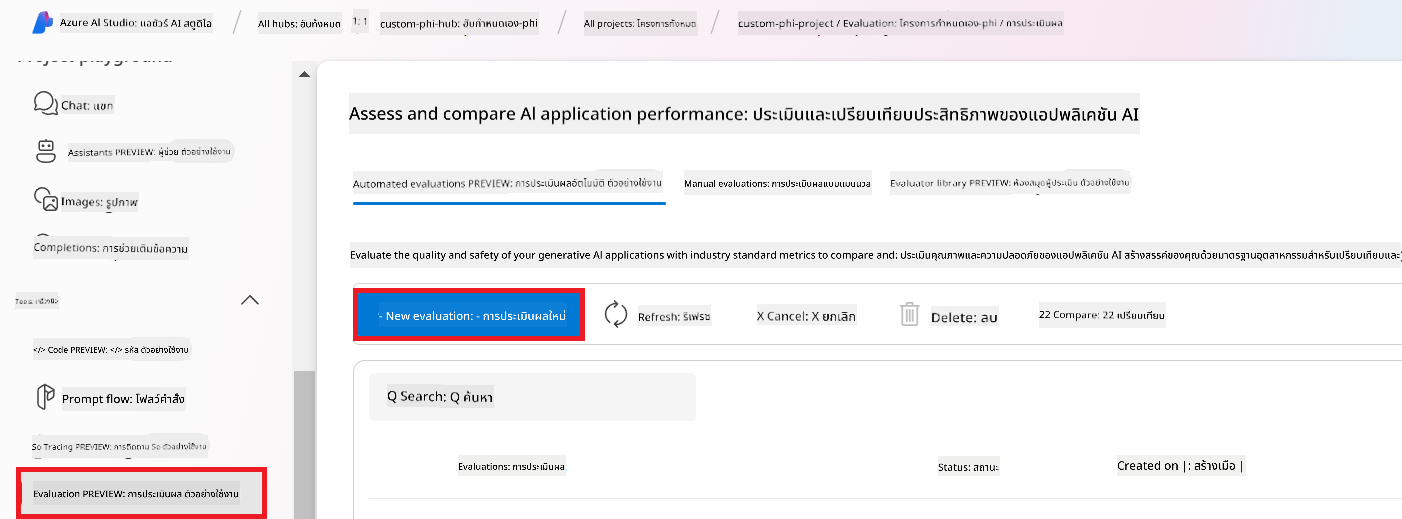 Azure AI Studio: แอชัวร์ AI สตูดิโอ / All hubs: ฮับทั้งหมด 1: 1 custom-phi-hub: ฮับกำหนดเอง-phi / All projects: โครงการทั้งหมด / custom-phi-project / Evaluation: โครงการกำหนดเอง-phi / การประเมินผล
Project playground
Chat: แชท
Assistants PREVIEW: ผู้ช่วย ตัวอย่างใช้งาน
Images: รูปภาพ
Completions: การช่วยเติมข้อความ
Tools: เครื่องมือ
</> Code PREVIEW: </> รหัส ตัวอย่างใช้งาน
Prompt flow: โฟลว์คำสั่ง
So Tracing PREVIEW: การติดตาม So ตัวอย่างใช้งาน
Evaluation PREVIEW: การประเมินผล ตัวอย่างใช้งาน
Assess and compare Al application performance: ประเมินและเปรียบเทียบประสิทธิภาพของแอปพลิเคชัน AI
Automated evaluations PREVIEW: การประเมินผลอัตโนมัติ ตัวอย่างใช้งาน Manual evaluations: การประเมินผลแบบแมนนวล Evaluator library PREVIEW: ห้องสมุดผู้ประเมิน ตัวอย่างใช้งาน
Evaluate the quality and safety of your generative Al applications with industry standard metrics to compare and: ประเมินคุณภาพและความปลอดภัยของแอปพลิเคชัน AI สร้างสรรค์ของคุณด้วยมาตรฐานอุตสาหกรรมสำหรับเปรียบเทียบและ
- New evaluation: - การประเมินผลใหม่ Refresh: รีเฟรช X Cancel: X ยกเลิก Delete: ลบ 22 Compare: 22 เปรียบเทียบ
Q Search: Q ค้นหา
Evaluations: การประเมินผล Status: สถานะ Created on |: สร้างเมื่อ |